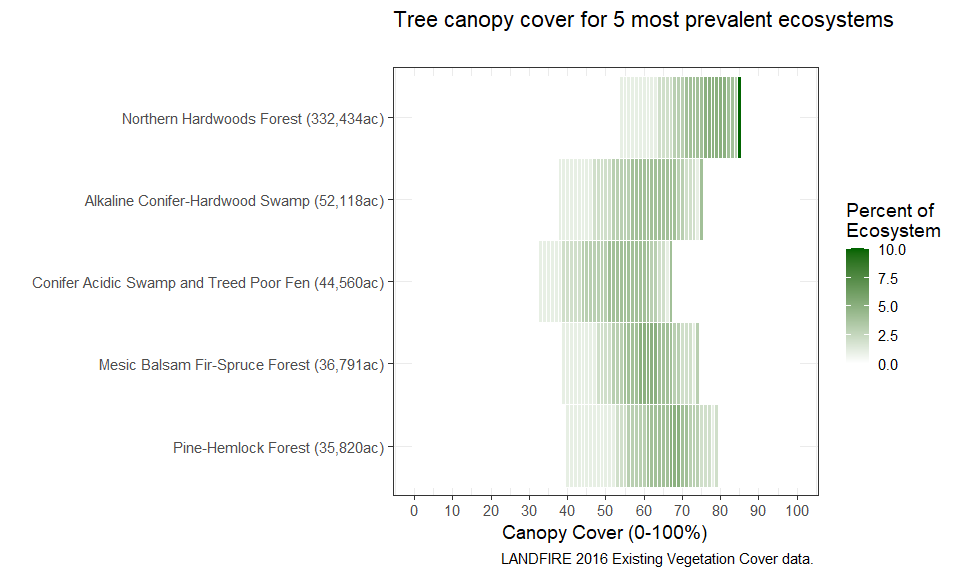 Tree canopy cover for 5 most prevalent ecosystems
Northern Hardwoods Forest (332,434ac)
Alkaline Conifer-Hardwood Swamp (52,118ac)
Conifer Acidic Swamp and Treed Poor Fen (44,560ac)
Mesic Balsam Fir-Spruce Forest (36,791ac)
Pine-Hemlock Forest (35,820ac)
0 10 20 30 40 50 60 70 80 90 100
Canopy Cover (0-100%)
LANDFIRE 2016 Existing Vegetation Cover data.
Percent of
Ecosystem
10.0
7.5
5.0
2.5
0.0